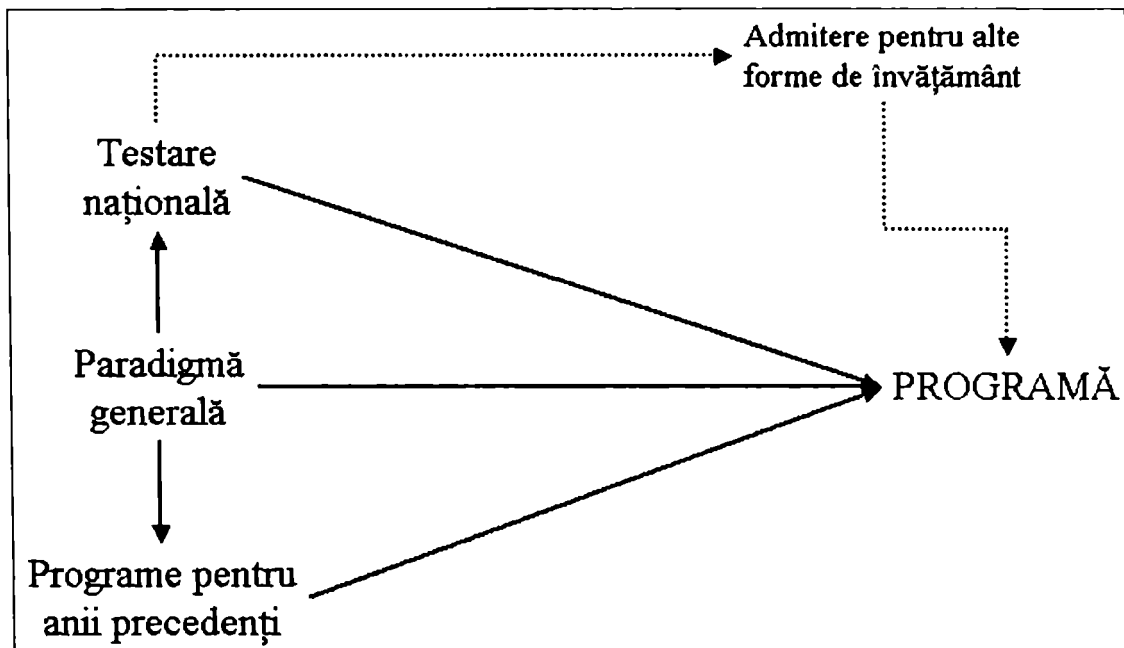 Admitere pentru alte
forme de învățământ
Testare
națională
Paradigmă
generală
PROGRAMĂ
Programe pentru
anii precedenți